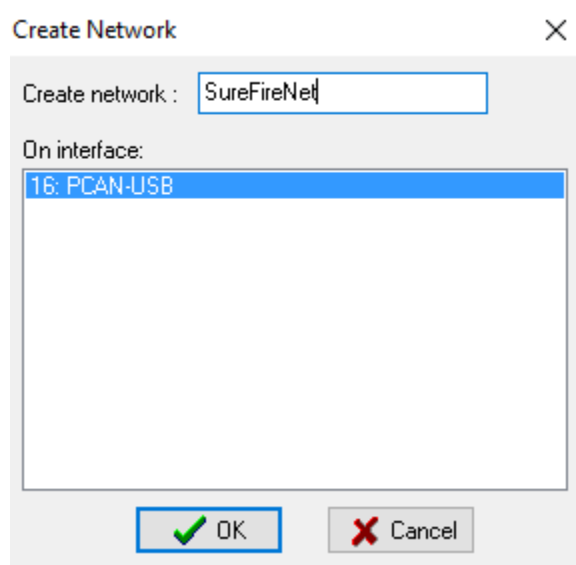 Create Network
Create network : SureFireNet
On interface:
16: PCAN-USB
OK Cancel